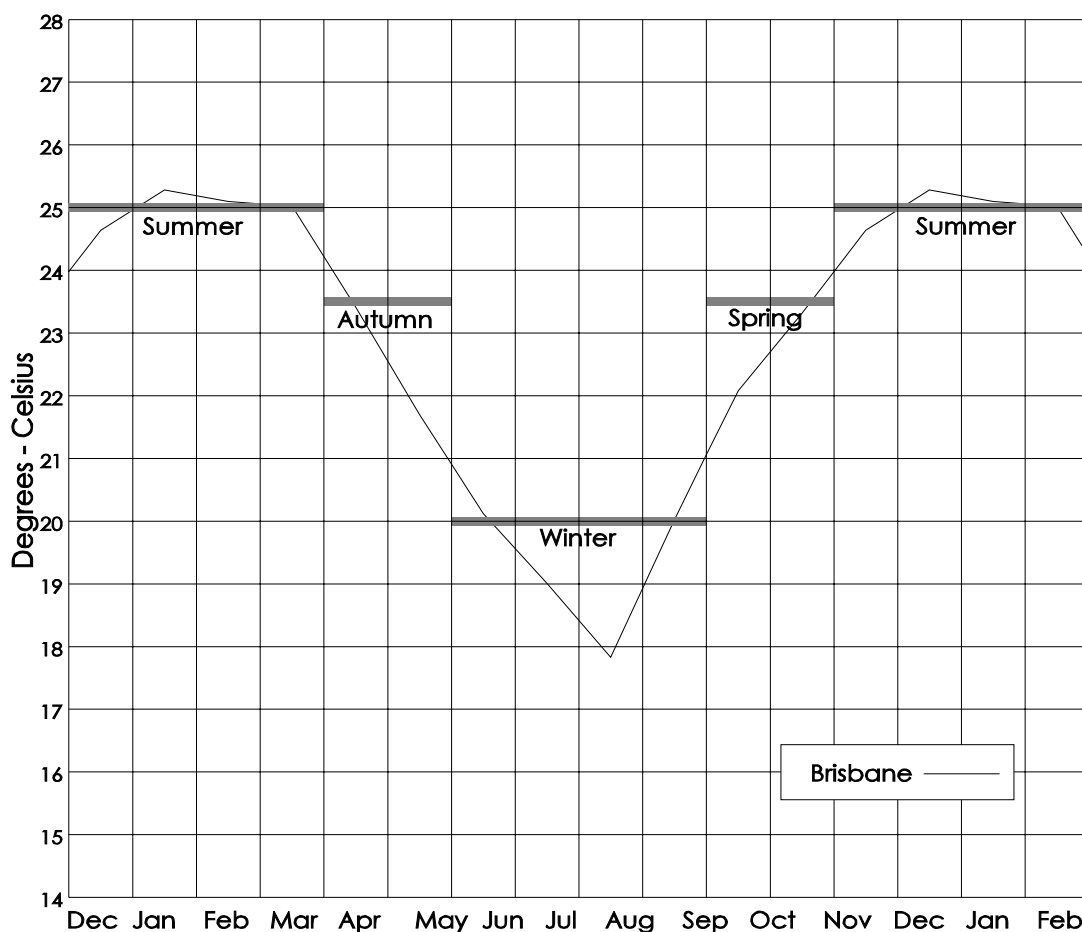 28
27
26
25
24
23
22
21
20
19
18
17
16
15
14
Degrees - Celsius
Summer
Autumn
Winter
Spring
Summer
Brisbane
Dec Jan Feb Mar Apr May Jun Jul Aug Sep Oct Nov Dec Jan Feb